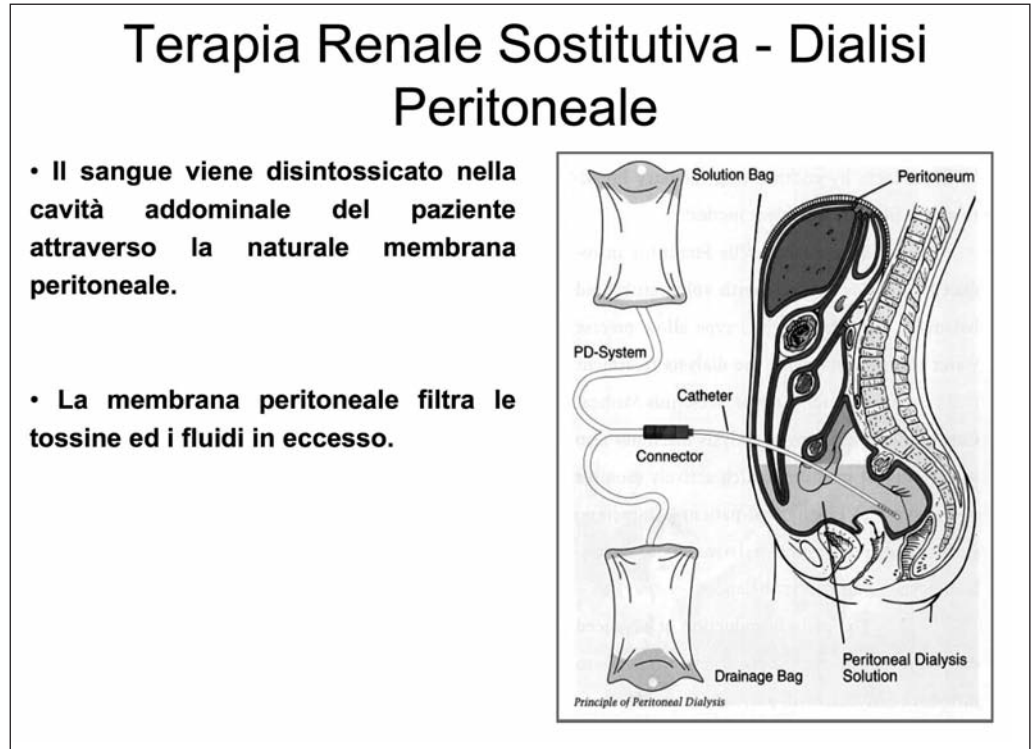 Terapia Renale Sostitutiva - Dialisi
Peritoneale
• Il sangue viene disintossicato nella
cavità addominale del paziente
attraverso la naturale membrana
peritoneale.
• La membrana peritoneale filtra le
tossine ed i fluidi in eccesso.
Solution Bag
Peritoneum
PD-System
Catheter
Connector
Drainage Bag
Peritoneal Dialysis
Solution
Principle of Peritoneal Dialysis